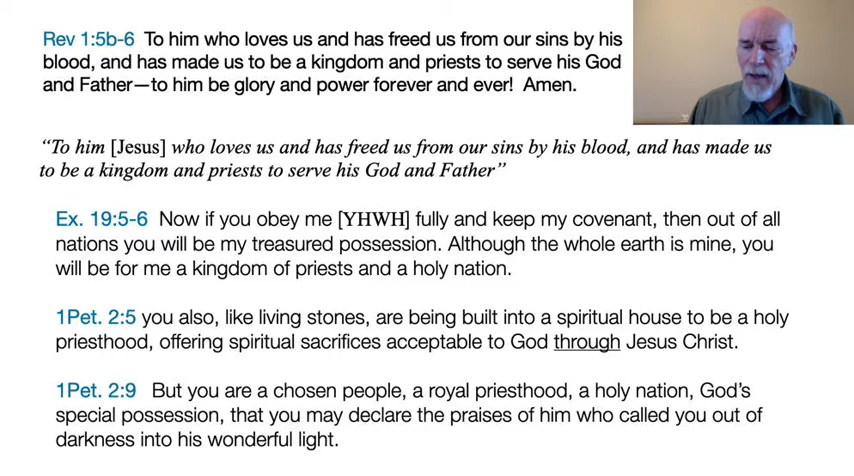 Rev 1:5b-6  To him who loves us and has freed us from our sins by his
blood, and has made us to be a kingdom and priests to serve his God
and Father—to him be glory and power forever and ever!  Amen.
“To him [Jesus] who loves us and has freed us from our sins by his blood, and has made us
to be a kingdom and priests to serve his God and Father”
Ex. 19:5-6  Now if you obey me [YHWH] fully and keep my covenant, then out of all
nations you will be my treasured possession. Although the whole earth is mine, you
will be for me a kingdom of priests and a holy nation.
1Pet. 2:5 you also, like living stones, are being built into a spiritual house to be a holy
priesthood, offering spiritual sacrifices acceptable to God through Jesus Christ.
1Pet. 2:9   But you are a chosen people, a royal priesthood, a holy nation, God’s
special possession, that you may declare the praises of him who called you out of
darkness into his wonderful light.